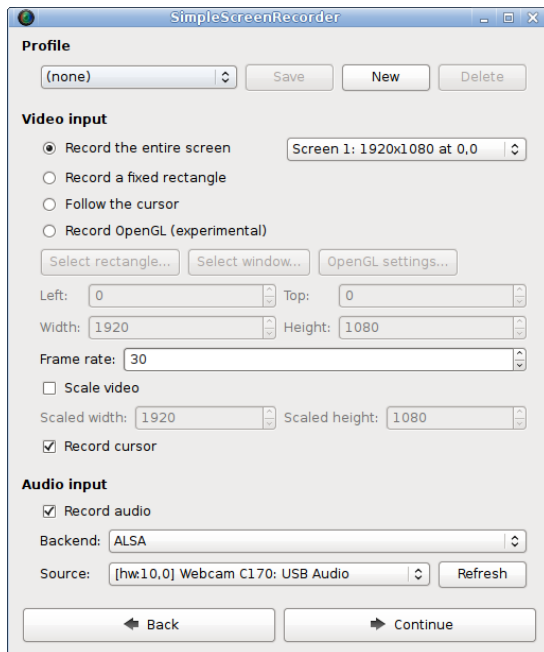 SimpleScreenRecorder
Profile
(none) Save New Delete
Video input
Record the entire screen Screen 1: 1920x1080 at 0,0
Record a fixed rectangle
Follow the cursor
Record OpenGL (experimental)
Select rectangle... Select window... OpenGL settings...
Left: 0 Top: 0
Width: 1920 Height: 1080
Frame rate: 30
Scale video
Scaled width: 1920 Scaled height: 1080
Record cursor
Audio input
Record audio
Backend: ALSA
Source: [hw:10,0] Webcam C170: USB Audio Refresh
Back Continue